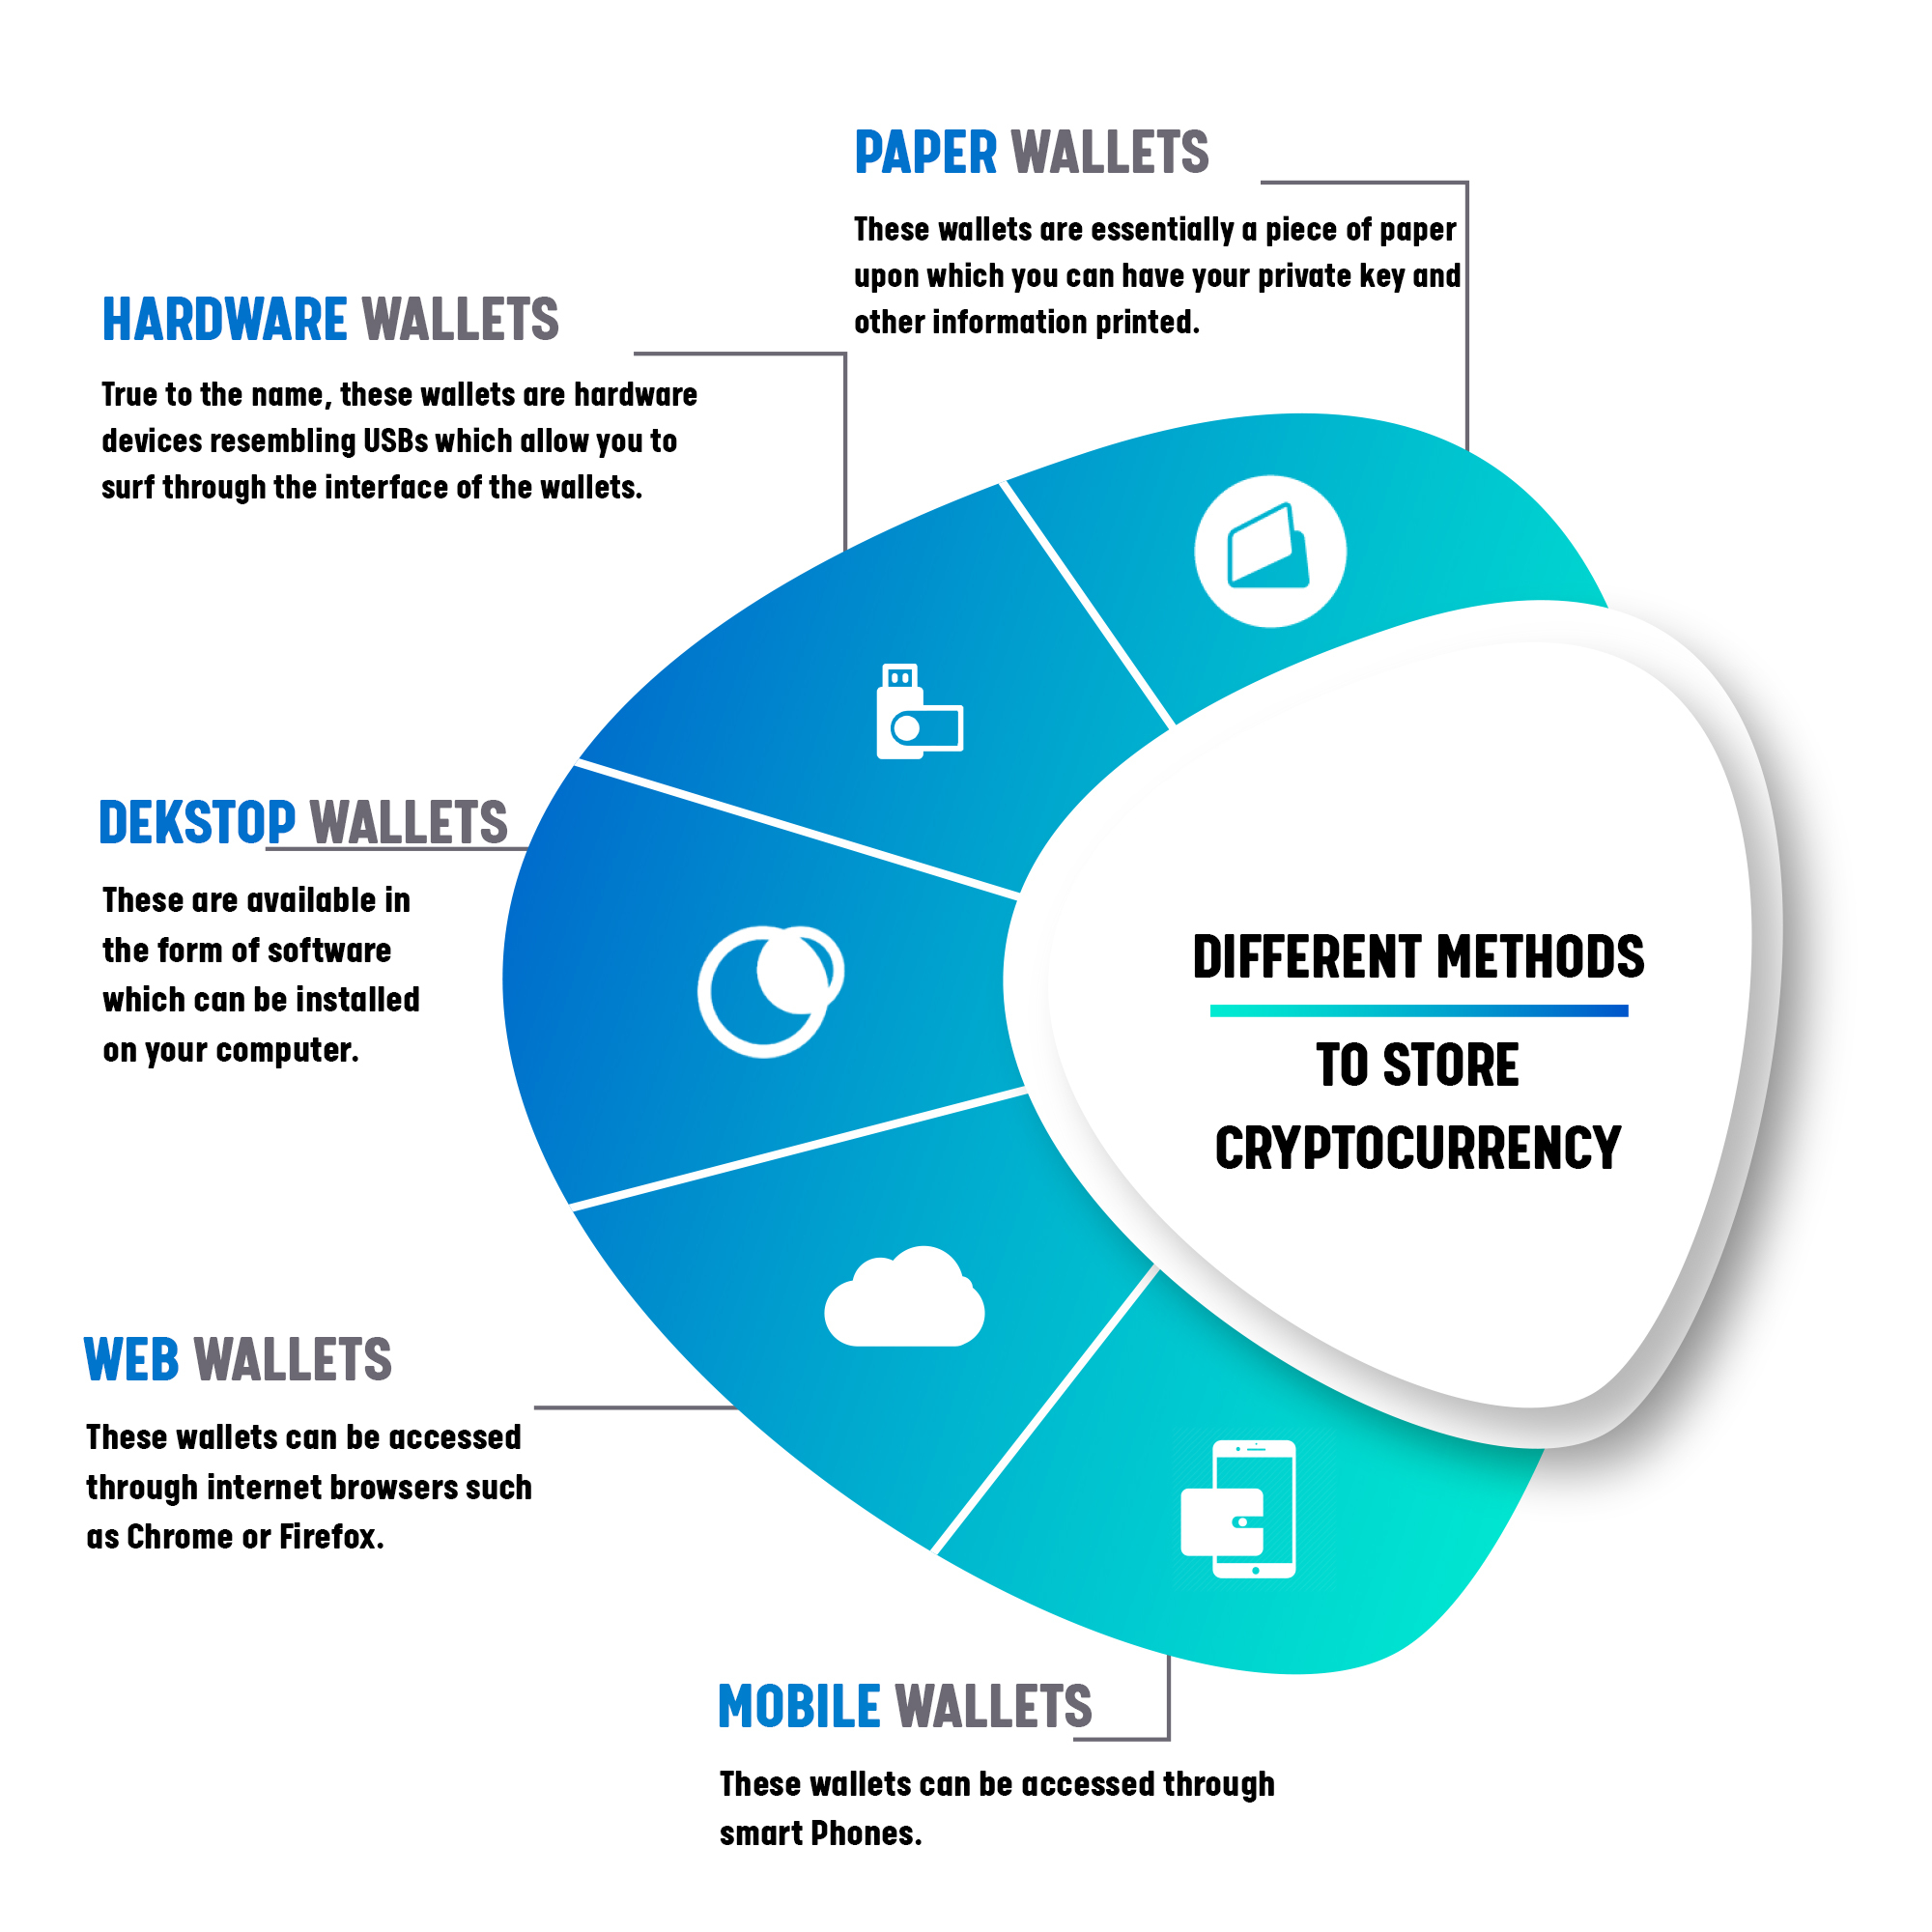 PAPER WALLETS
These wallets are essentially a piece of paper
upon which you can have your private key and
other information printed.
HARDWARE WALLETS
True to the name, these wallets are hardware
devices resembling USBs which allow you to
surf through the interface of the wallets.
DEKSTOP WALLETS
These are available in
the form of software
which can be installed
on your computer.
DIFFERENT METHODS
TO STORE
CRYPTOCURRENCY
WEB WALLETS
These wallets can be accessed
through internet browsers such
as Chrome or Firefox.
MOBILE WALLETS
These wallets can be accessed through
smart Phones.